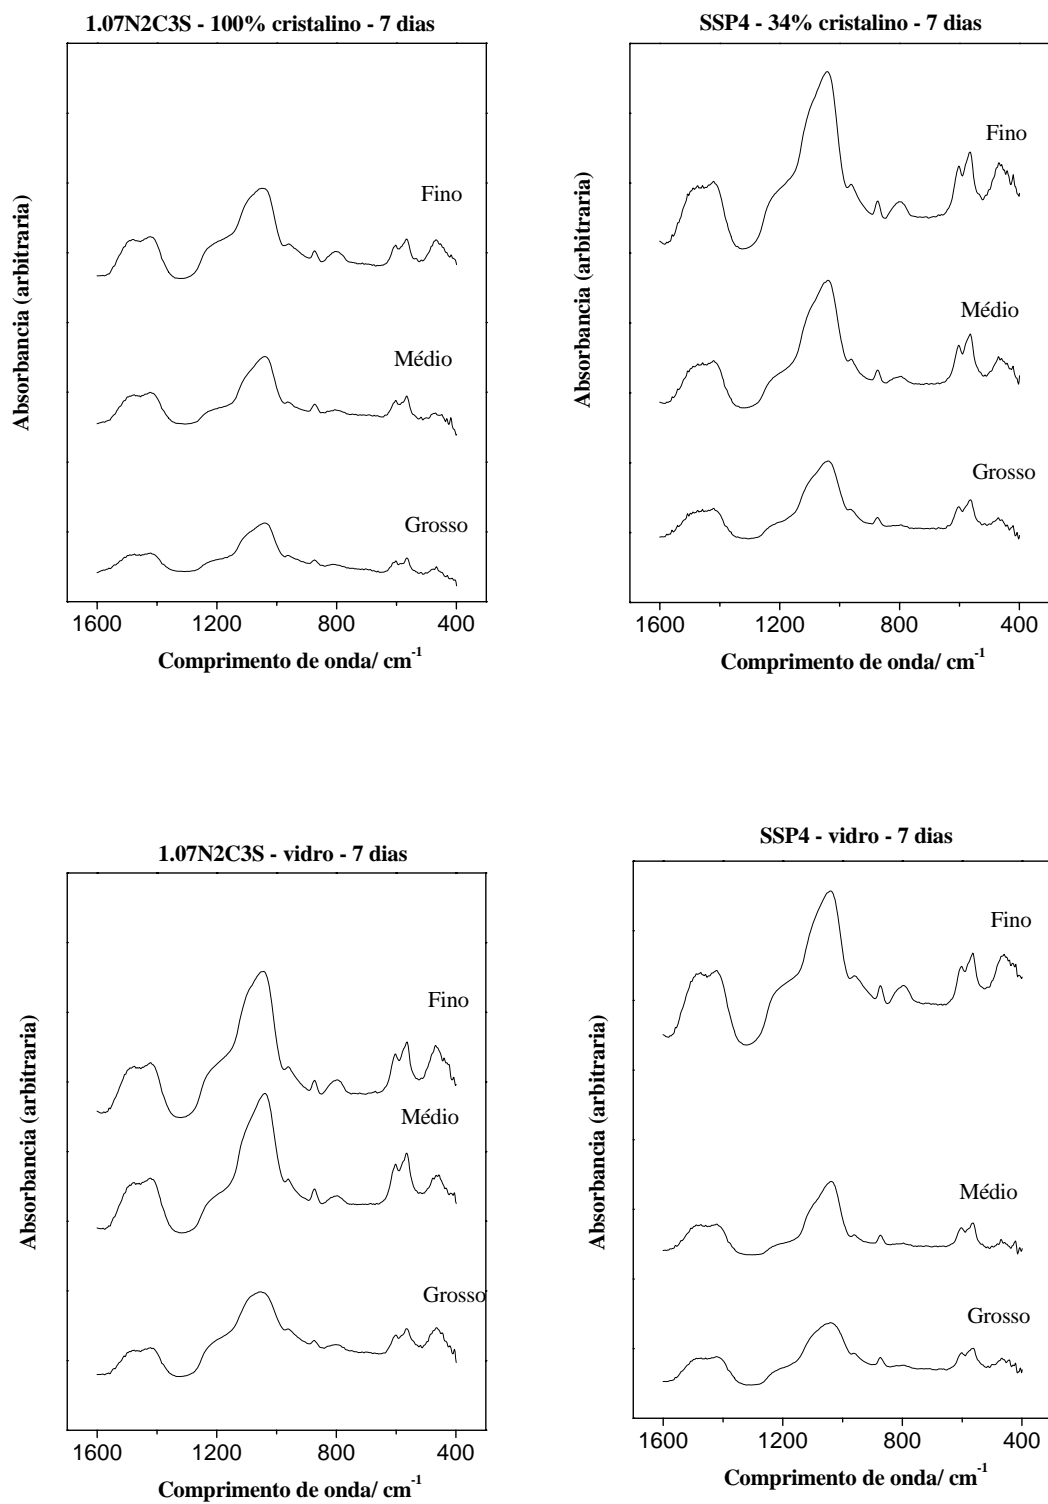 1.07N2C3S - 100% cristalino - 7 dias
Absorbancia (arbitraria)
Fino
Médio
Grosso
1600 1200 800 400
Comprimento de onda/ cm-1
SSP4 - 34% cristalino - 7 dias
Absorbancia (arbitraria)
Fino
Médio
Grosso
1600 1200 800 400
Comprimento de onda/ cm-1
1.07N2C3S - vidro - 7 dias
Absorbancia (arbitraria)
Fino
Médio
Grosso
1600 1200 800 400
Comprimento de onda/ cm-1
SSP4 - vidro - 7 dias
Absorbancia (arbitraria)
Fino
Médio
Grosso
1600 1200 800 400
Comprimento de onda/ cm-1